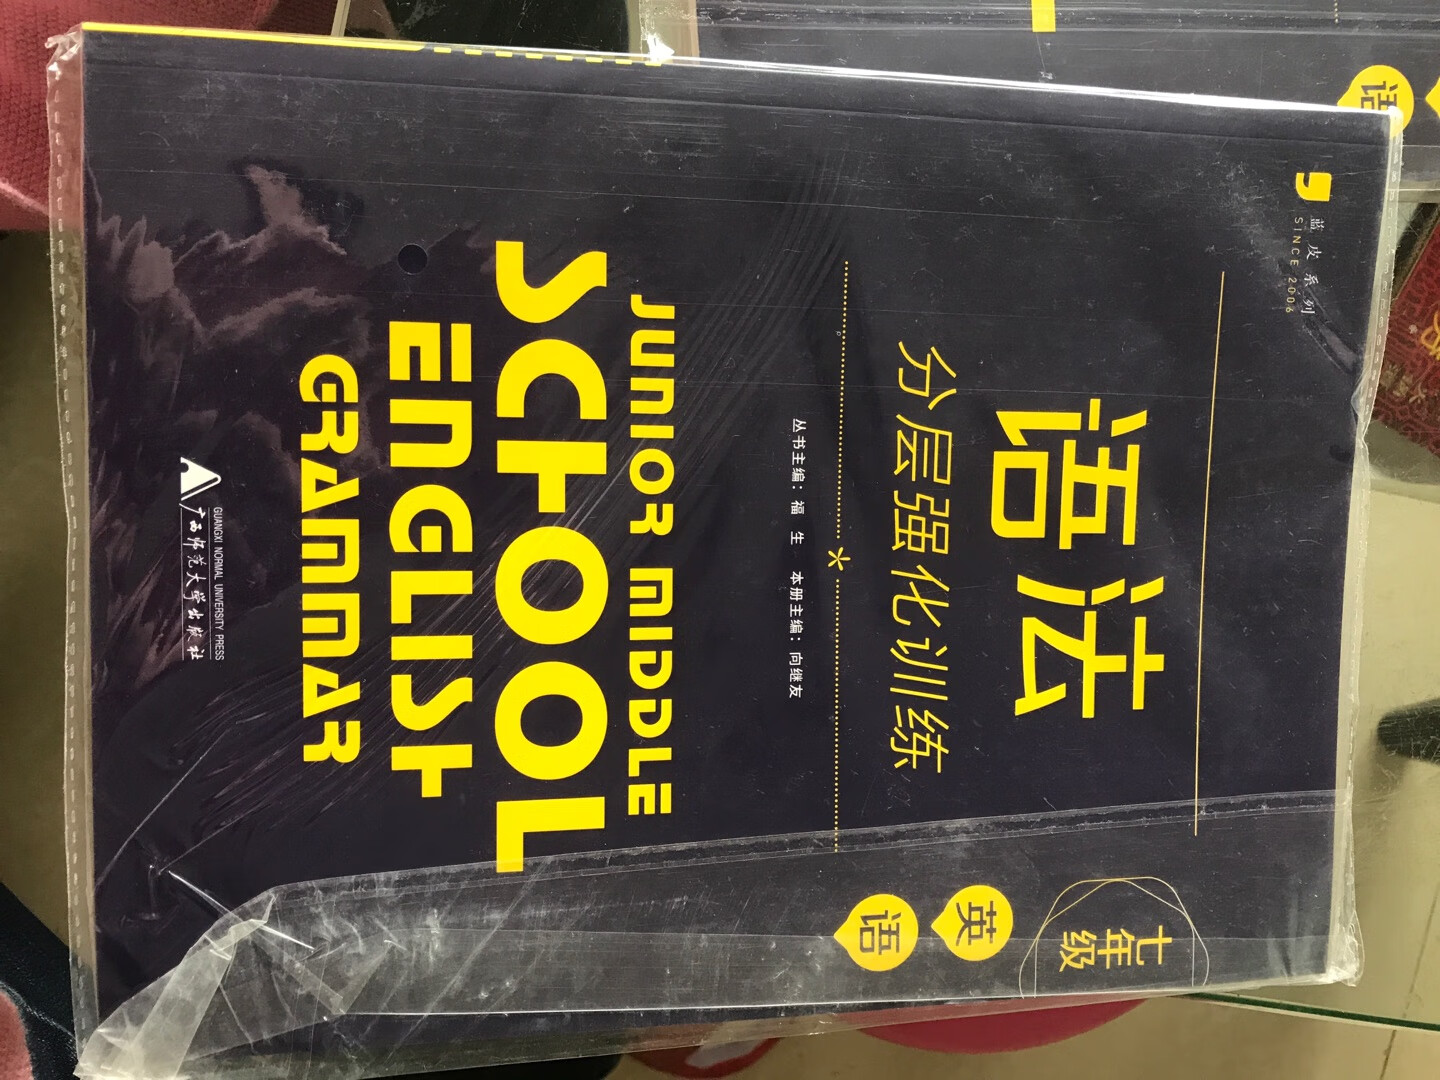 蓝皮系列
SINCE 2006
七年级
英语
语法
分层强化训练
丛书主编：福 生 本册主编：向继友
JUNIOR MIDDLE
SCHOOL
ENGLISH
GRAMMAR
GUANGXI NORMAL UNIVERSITY PRESS
广西师范大学出版社
语